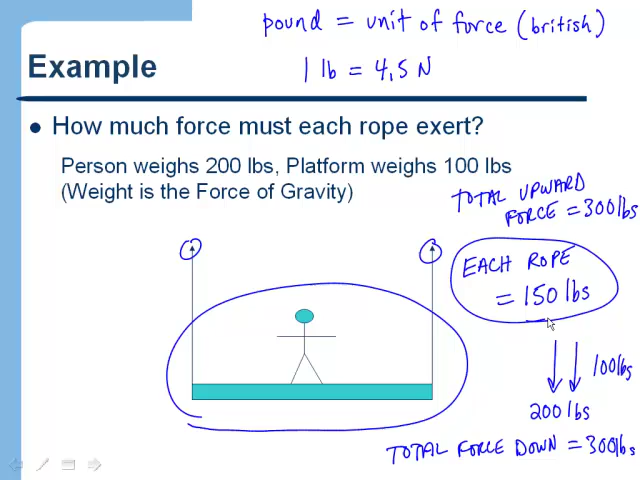 pound = unit of force (british)
Example
1 lb = 4.5 N
● How much force must each rope exert?
Person weighs 200 lbs, Platform weighs 100 lbs
(Weight is the Force of Gravity)
TOTAL UPWARD
FORCE = 300 lbs
EACH ROPE
= 150 lbs
100 lbs
200 lbs
TOTAL FORCE DOWN = 300 lbs